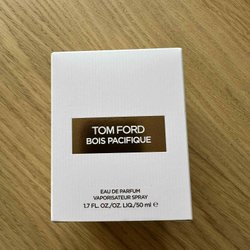 TOM FORD
BOIS PACIFIQUE
EAU DE PARFUM
VAPORISATEUR SPRAY
1.7 FL. OZ./OZ. LIQ./50 ml ℮